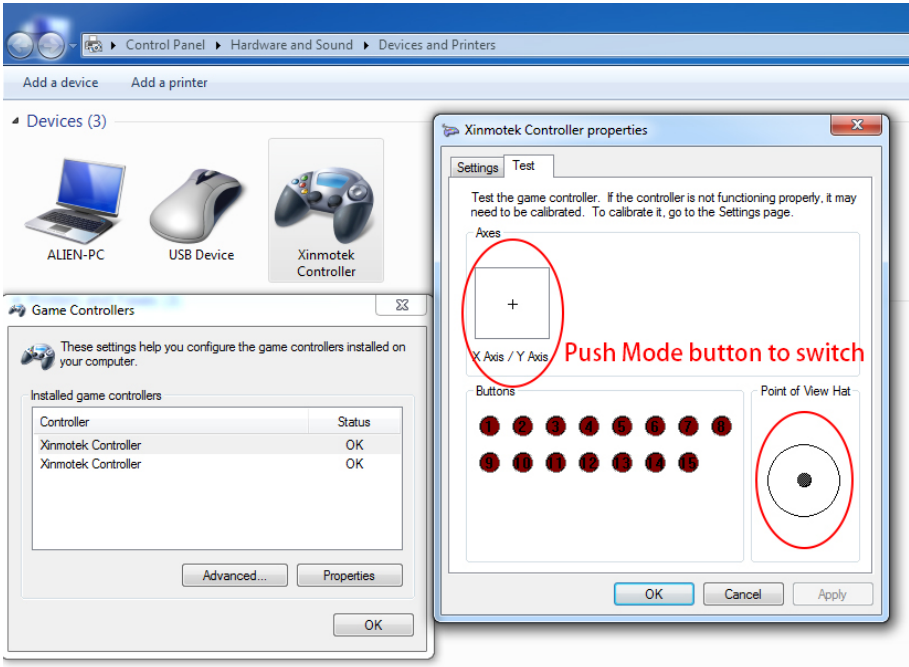 Control Panel Hardware and Sound Devices and Printers
Add a device Add a printer
Devices (3)
ALIEN-PC
USB Device
Xinmotek
Controller
Game Controllers
These settings help you configure the game controllers installed on
your computer.
Installed game controllers
Controller Status
Xinmotek Controller OK
Xinmotek Controller OK
Advanced... Properties
OK
Xinmotek Controller properties
Settings Test
Test the game controller. If the controller is not functioning properly, it may
need to be calibrated. To calibrate it, go to the Settings page.
Axes
X Axis / Y Axis
Push Mode button to switch
Buttons
1 2 3 4 5 6 7 8
9 10 11 12 13 14 15
Point of View Hat
OK Cancel Apply